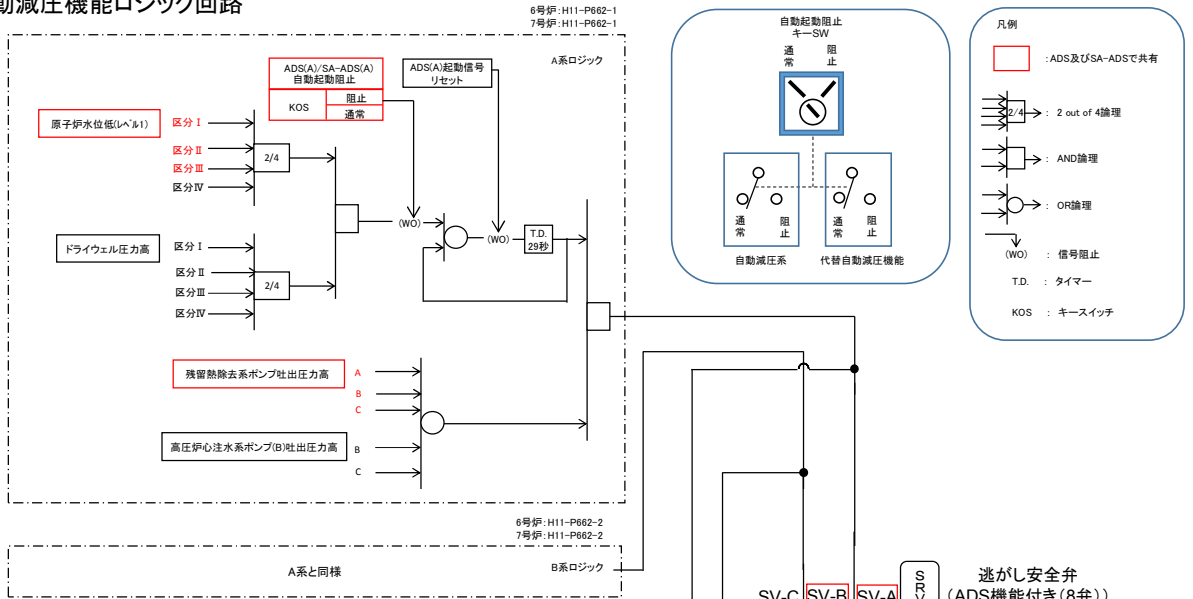 動減圧機能ロジック回路
6号炉:H11-P662-1
7号炉:H11-P662-1
A系ロジック
ADS(A)/SA-ADS(A)
自動起動阻止
KOS
阻止
通常
ADS(A)起動信号
リセット
原子炉水位低(レベル1)
区分Ⅰ
区分Ⅱ
区分Ⅲ
区分Ⅳ
2/4
ドライウェル圧力高
区分Ⅰ
区分Ⅱ
区分Ⅲ
区分Ⅳ
2/4
(WO)
(WO)
T.D.
29秒
残留熱除去系ポンプ吐出圧力高
A
B
C
高圧炉心注水系ポンプ(B)吐出圧力高
B
C
6号炉:H11-P662-2
7号炉:H11-P662-2
A系と同様
B系ロジック
自動起動阻止
キーSW
通常
阻止
通常
阻止
通常
阻止
自動減圧系
代替自動減圧機能
凡例
:ADS及びSA-ADSで共有
2/4
: 2 out of 4論理
: AND論理
: OR論理
(WO)
: 信号阻止
T.D. : タイマー
KOS : キースイッチ
SV-C
SV-B
SV-A
SRV
逃がし安全弁
(ADS機能付き(8弁))